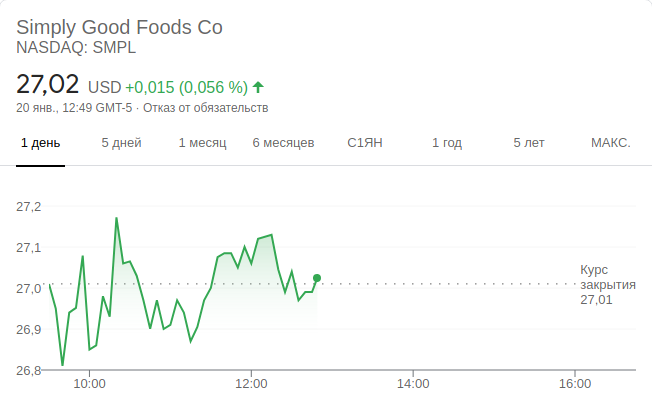 Simply Good Foods Co
NASDAQ: SMPL
27,02 USD +0,015 (0,056 %)
20 янв., 12:49 GMT-5 · Отказ от обязательств
1 день 5 дней 1 месяц 6 месяцев С1ЯН 1 год 5 лет МАКС.
27,2
27,1
27,0
26,9
26,8
Курс
закрытия
27,01
10:00 12:00 14:00 16:00